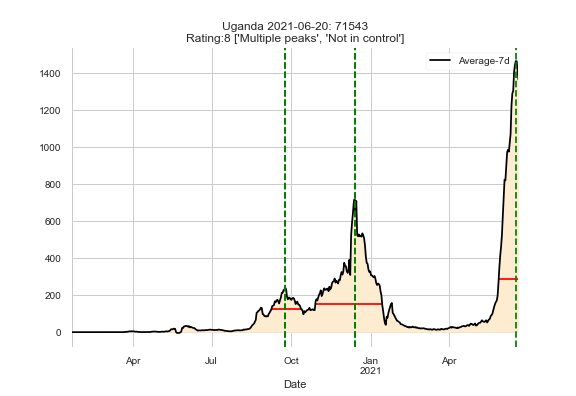 Uganda 2021-06-20: 71543
Rating:8 ['Multiple peaks', 'Not in control']
Average-7d
1400
1200
1000
800
600
400
200
0
Apr
Jul
Oct
Jan
2021
Apr
Date